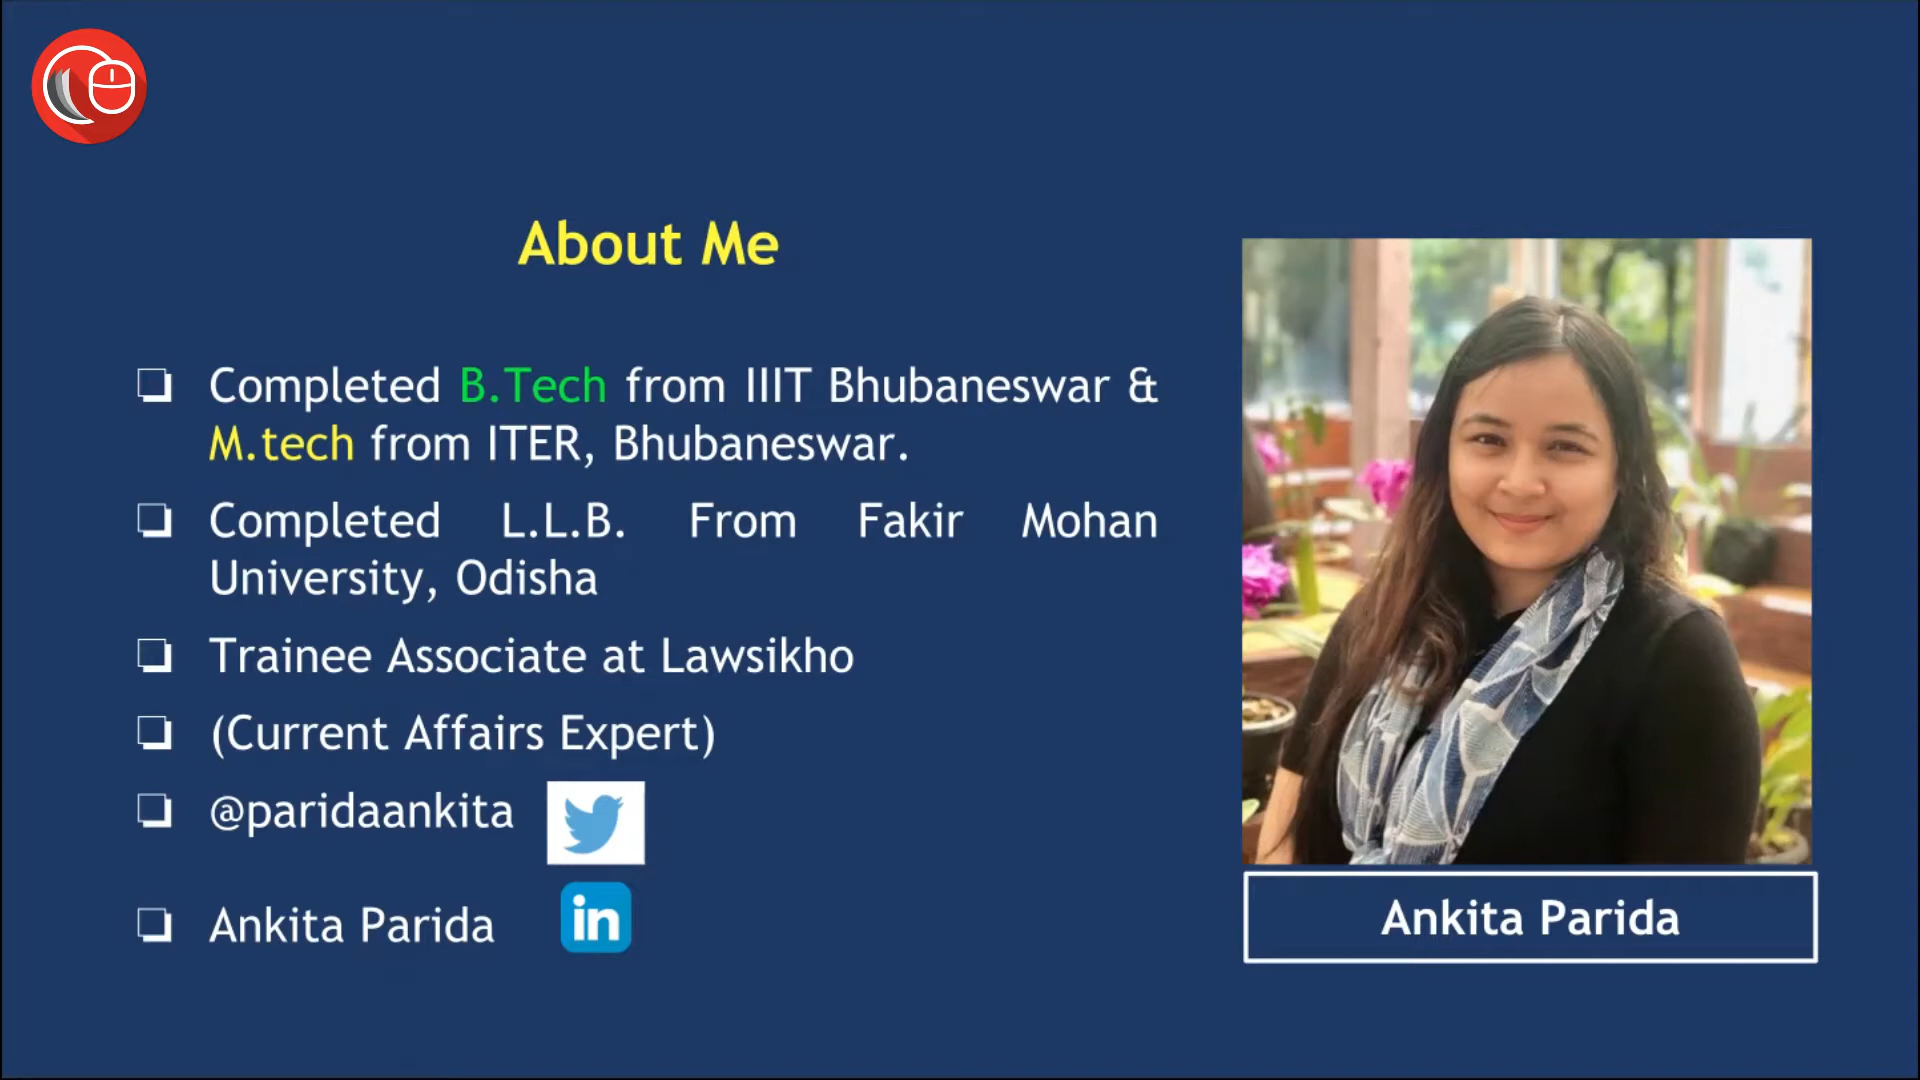 About Me
Completed B.Tech from IIIT Bhubaneswar &
M.tech from ITER, Bhubaneswar.
Completed L.L.B. From Fakir Mohan
University, Odisha
Trainee Associate at Lawsikho
(Current Affairs Expert)
@paridaankita
Ankita Parida in
Ankita Parida